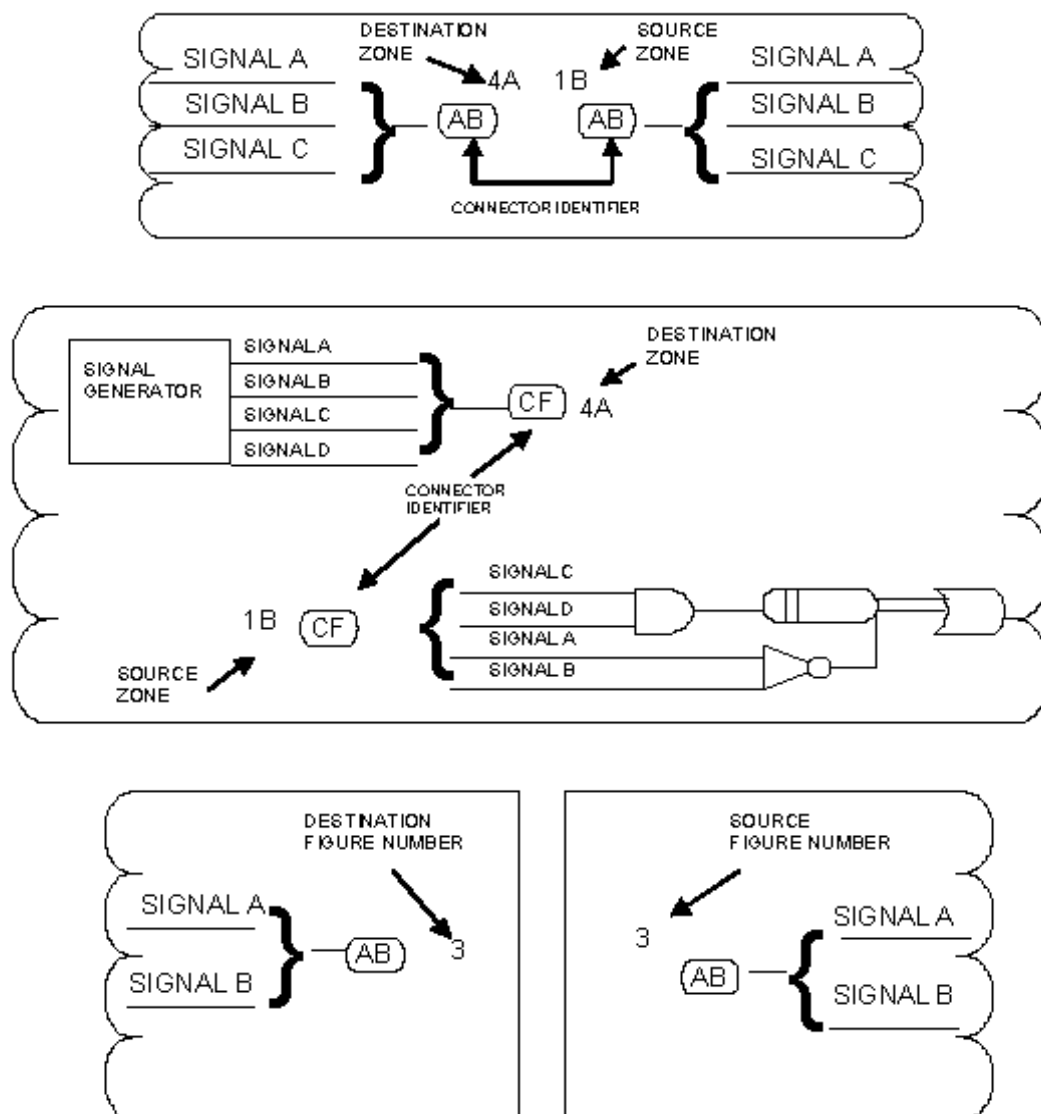 DESTINATION
ZONE
SOURCE
ZONE
SIGNAL A
SIGNAL B
SIGNAL C
4A
1B
AB
AB
SIGNAL A
SIGNAL B
SIGNAL C
CONNECTOR IDENTIFIER
SIGNAL
GENERATOR
SIGNAL A
SIGNAL B
SIGNAL C
SIGNAL D
CF
4A
DESTINATION
ZONE
CONNECTOR
IDENTIFIER
1B
CF
SOURCE
ZONE
SIGNAL C
SIGNAL D
SIGNAL A
SIGNAL B
DESTINATION
FIGURE NUMBER
SIGNAL A
SIGNAL B
AB
3
SOURCE
FIGURE NUMBER
3
AB
SIGNAL A
SIGNAL B